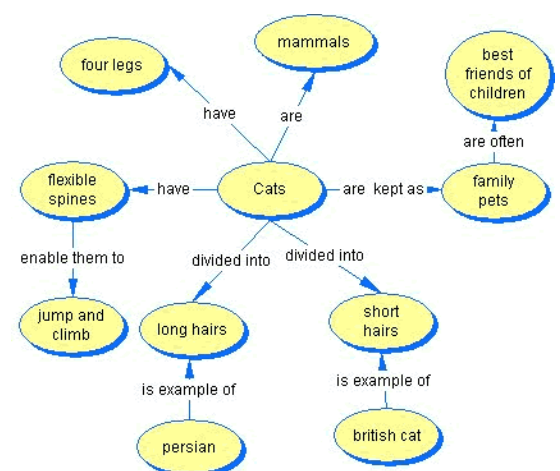 mammals
four legs
best
friends of
children
have
are
are often
flexible
spines
have
Cats
are kept as
family
pets
enable them to
divided into
divided into
jump and
climb
long hairs
short
hairs
is example of
is example of
persian
british cat